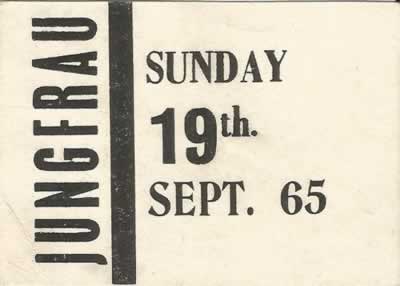 JUNGFRAU
SUNDAY
19th.
SEPT. 65